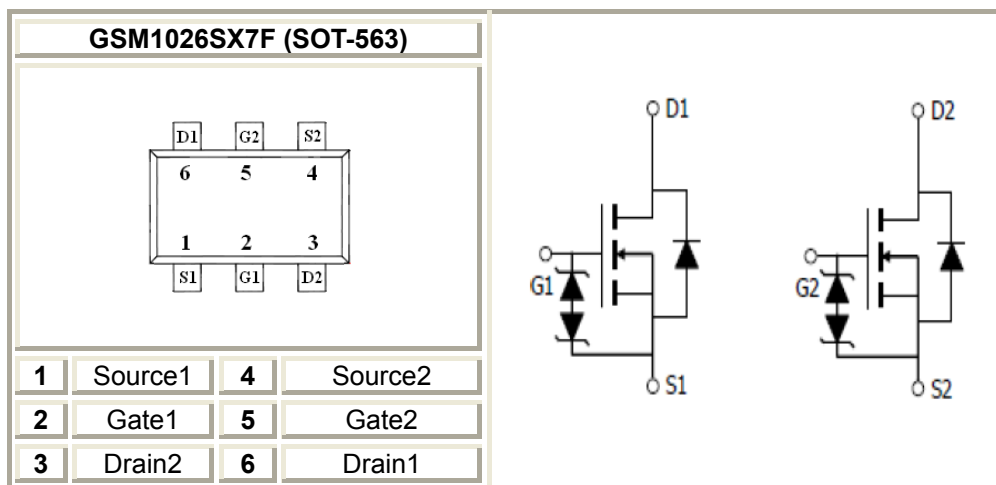 GSM1026SX7F (SOT-563)
D1 G2 S2
6 5 4
1 2 3
S1 G1 D2
1 Source1 4 Source2
2 Gate1 5 Gate2
3 Drain2 6 Drain1
D1
G1
S1
D2
G2
S2